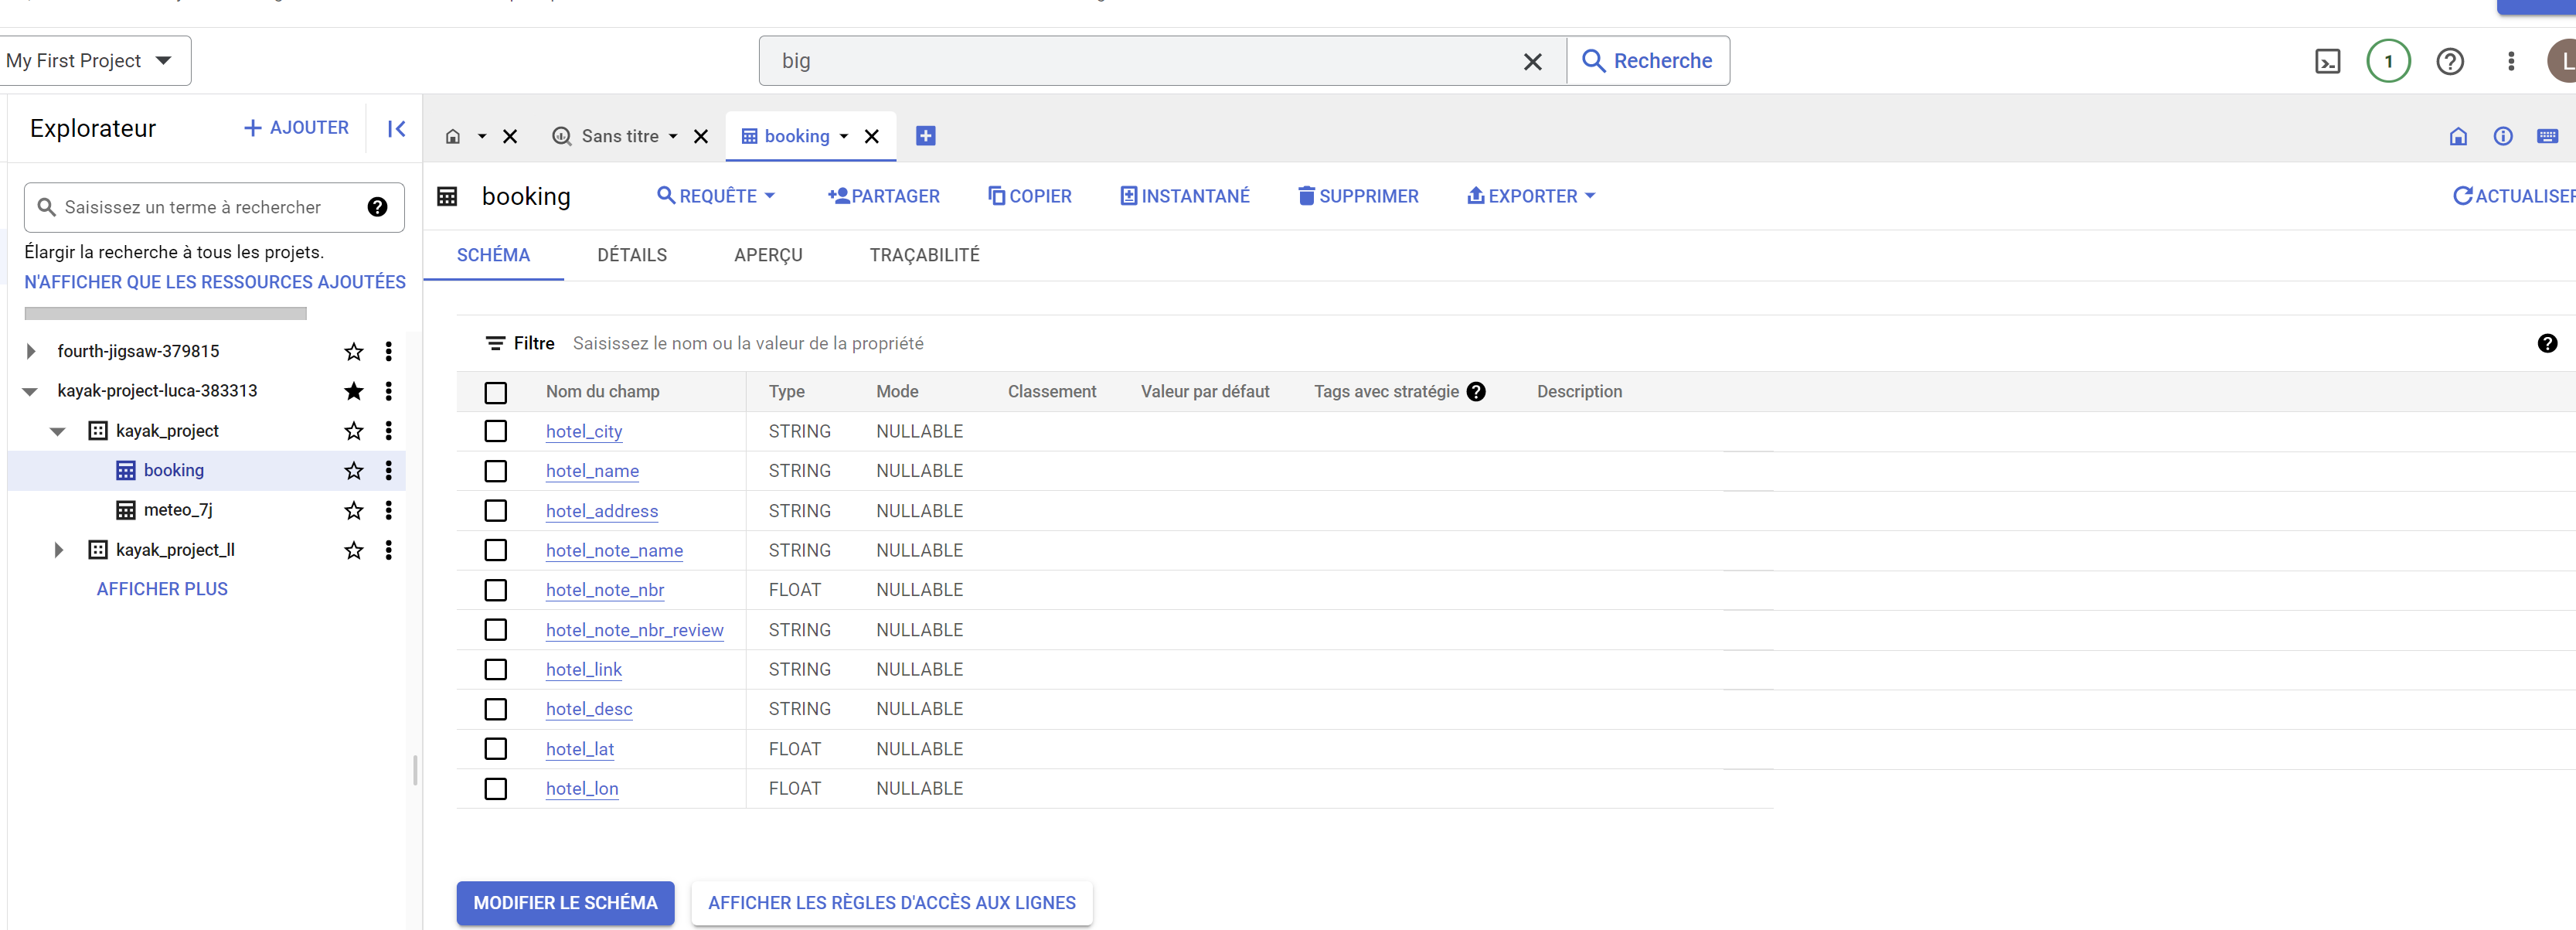 My First Project
big
Recherche
1
L
Explorateur
AJOUTER
Sans titre
booking
Saisissez un terme à rechercher
Élargir la recherche à tous les projets.
N'AFFICHER QUE LES RESSOURCES AJOUTÉES
fourth-jigsaw-379815
kayak-project-luca-383313
kayak_project
booking
meteo_7j
kayak_project_ll
AFFICHER PLUS
booking
REQUÊTE
PARTAGER
COPIER
INSTANTANÉ
SUPPRIMER
EXPORTER
ACTUALISER
SCHÉMA
DÉTAILS
APERÇU
TRAÇABILITÉ
Filtre Saisissez le nom ou la valeur de la propriété
Nom du champ Type Mode Classement Valeur par défaut Tags avec stratégie Description
hotel_city STRING NULLABLE
hotel_name STRING NULLABLE
hotel_address STRING NULLABLE
hotel_note_name STRING NULLABLE
hotel_note_nbr FLOAT NULLABLE
hotel_note_nbr_review STRING NULLABLE
hotel_link STRING NULLABLE
hotel_desc STRING NULLABLE
hotel_lat FLOAT NULLABLE
hotel_lon FLOAT NULLABLE
MODIFIER LE SCHÉMA
AFFICHER LES RÈGLES D'ACCÈS AUX LIGNES